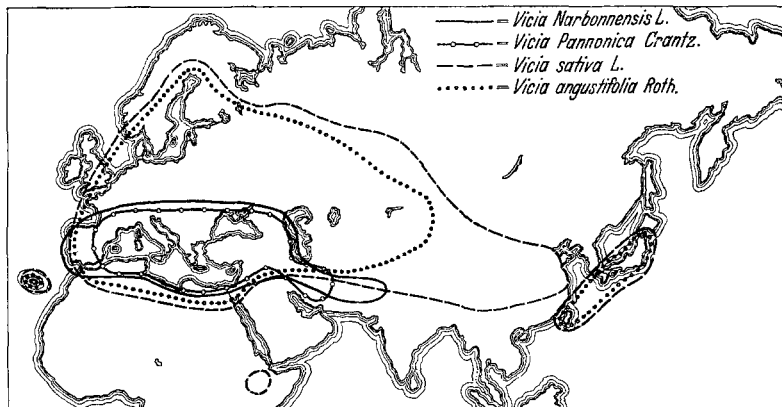 = Vicia Narbonnensis L.
= Vicia Pannonica Crantz.
= Vicia sativa L.
= Vicia angustifolia Roth.